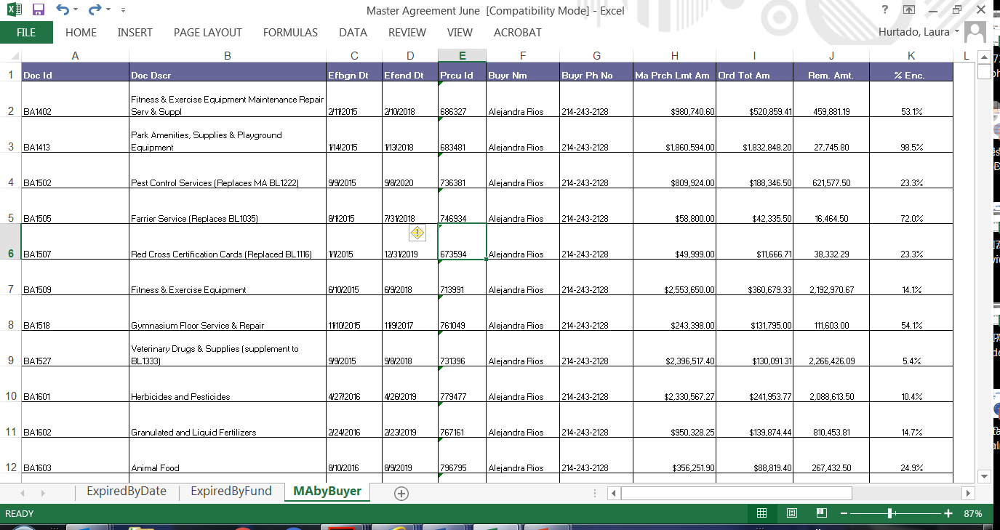 Master Agreement June [Compatibility Mode] - Excel
?
FILE HOME INSERT PAGE LAYOUT FORMULAS DATA REVIEW VIEW ACROBAT Hurtado, Laura
A B C D E F G H I J K L
1 Doc Id Doc Dscr Efbgn Dt Efend Dt Prcu Id Buyr Nm Buyr Ph No Ma Prch Lmt Am Ord Tot Am Rem. Amt. % Enc.
Fitness & Exercise Equipment Maintenance Repair
2 BA1402 Serv & Suppl 2/11/2015 2/10/2018 686327 Alejandra Rios 214-243-2128 $980,740.60 $520,859.41 459,881.19 53.1%
Park Amenities, Supplies & Playground
3 BA1413 Equipment 1/14/2015 1/13/2018 683481 Alejandra Rios 214-243-2128 $1,860,594.00 $1,832,848.20 27,745.80 98.5%
4 BA1502 Pest Control Services (Replaces MA BL1222) 9/9/2015 9/8/2020 736381 Alejandra Rios 214-243-2128 $809,924.00 $188,346.50 621,577.50 23.3%
5 BA1505 Farrier Service (Replaces BL1035) 8/1/2015 7/31/2018 746934 Alejandra Rios 214-243-2128 $58,800.00 $42,335.50 16,464.50 72.0%
6 BA1507 Red Cross Certification Cards (Replaced BL1116) 1/1/2015 12/31/2019 673594 Alejandra Rios 214-243-2128 $49,999.00 $11,666.71 38,332.29 23.3%
7 BA1509 Fitness & Exercise Equipment 6/10/2015 6/9/2018 713991 Alejandra Rios 214-243-2128 $2,553,650.00 $360,679.33 2,192,970.67 14.1%
8 BA1518 Gymnasium Floor Service & Repair 11/10/2015 11/9/2017 761049 Alejandra Rios 214-243-2128 $243,398.00 $131,795.00 111,603.00 54.1%
Veterinary Drugs & Supplies (supplement to
9 BA1527 BL1333) 9/9/2015 9/8/2018 731396 Alejandra Rios 214-243-2128 $2,396,517.40 $130,091.31 2,266,426.09 5.4%
10 BA1601 Herbicides and Pesticides 4/27/2016 4/26/2019 779477 Alejandra Rios 214-243-2128 $2,330,567.27 $241,953.77 2,088,613.50 10.4%
11 BA1602 Granulated and Liquid Fertilizers 2/24/2016 2/23/2019 767161 Alejandra Rios 214-243-2128 $950,328.25 $139,874.44 810,453.81 14.7%
12 BA1603 Animal Food 8/10/2016 8/9/2019 796795 Alejandra Rios 214-243-2128 $356,251.90 $88,819.40 267,432.50 24.9%
ExpiredByDate ExpiredByFund MAbyBuyer
READY 87%